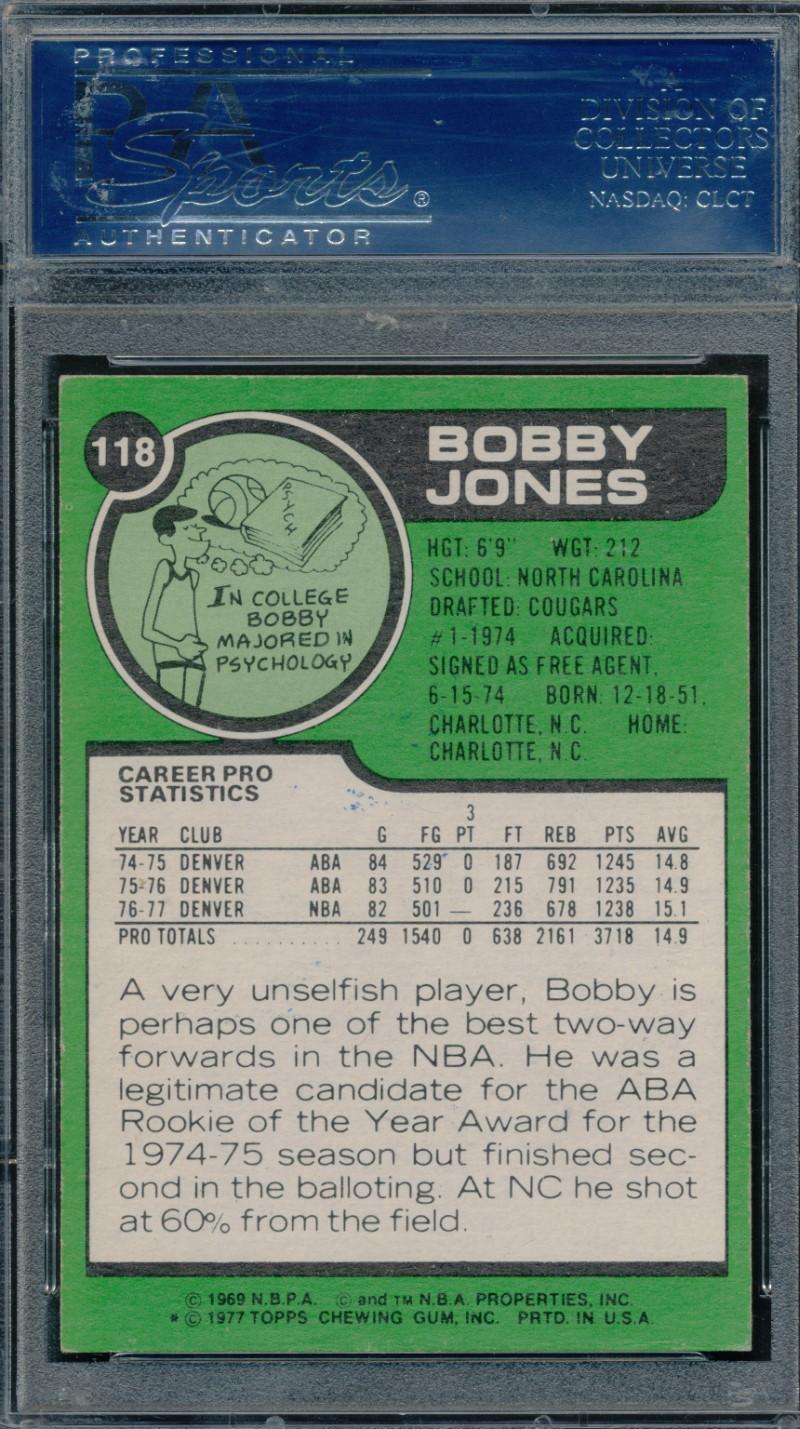 PROFESSIONAL
PSA
Sports®
AUTHENTICATOR
A
DIVISION OF
COLLECTORS
UNIVERSE
NASDAQ: CLCT
118
BOBBY
JONES
PSYCH
IN COLLEGE
BOBBY
MAJORED IN
PSYCHOLOGY
HGT: 6'9" WGT: 212
SCHOOL: NORTH CAROLINA
DRAFTED: COUGARS
#1-1974 ACQUIRED:
SIGNED AS FREE AGENT,
6-15-74 BORN: 12-18-51,
CHARLOTTE, N.C. HOME:
CHARLOTTE, N.C.
CAREER PRO
STATISTICS
YEAR CLUB G FG 3 PT FT REB PTS AVG
74-75 DENVER ABA 84 529 0 187 692 1245 14.8
75-76 DENVER ABA 83 510 0 215 791 1235 14.9
76-77 DENVER NBA 82 501 — 236 678 1238 15.1
PRO TOTALS .......... 249 1540 0 638 2161 3718 14.9
A very unselfish player, Bobby is
perhaps one of the best two-way
forwards in the NBA. He was a
legitimate candidate for the ABA
Rookie of the Year Award for the
1974-75 season but finished sec-
ond in the balloting. At NC he shot
at 60% from the field.
© 1969 N.B.P.A. © and TM N.B.A. PROPERTIES, INC.
* © 1977 TOPPS CHEWING GUM, INC. PRTD. IN U.S.A.